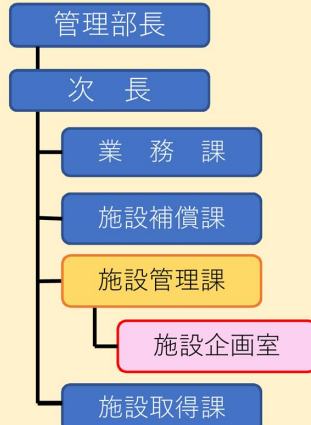 管理部長
次　長
業　務　課
施設補償課
施設管理課
施設企画室
施設取得課